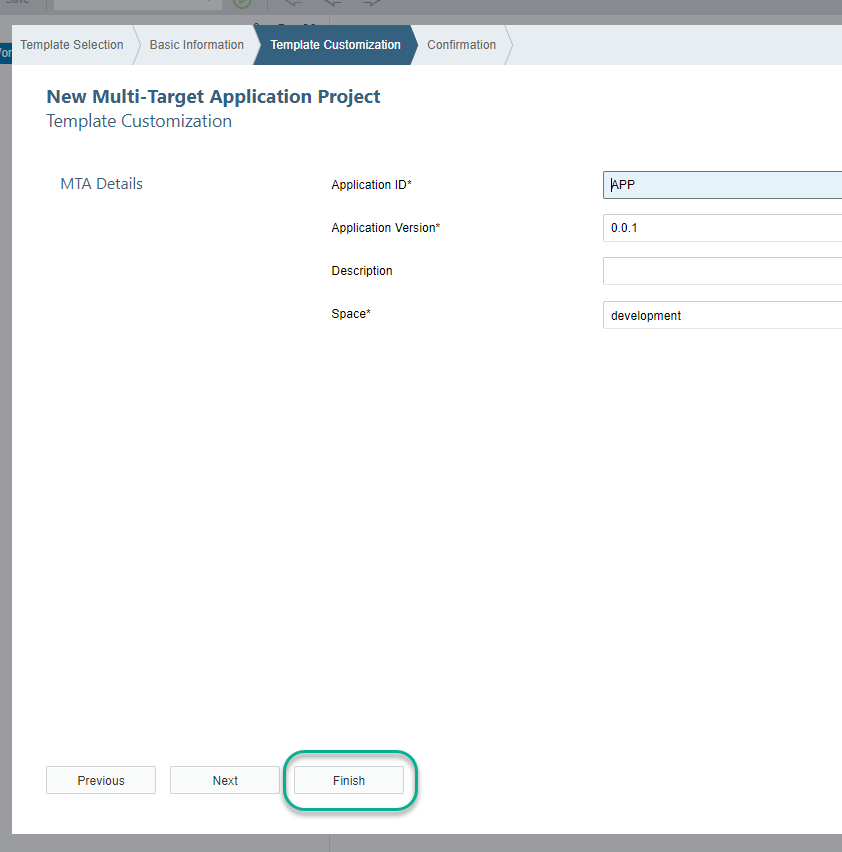 Save
Template Selection
Basic Information
Template Customization
Confirmation
New Multi-Target Application Project
Template Customization
MTA Details
Application ID*
APP
Application Version*
0.0.1
Description
Space*
development
Previous
Next
Finish